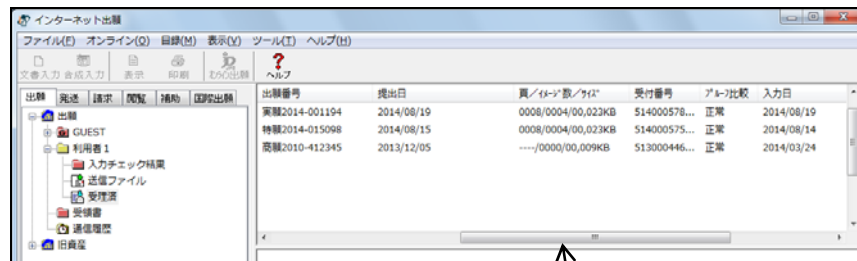 インターネット出願
ファイル(F) オンライン(O) 目録(M) 表示(V) ツール(T) ヘルプ(H)
文書入力 合成入力 表示 印刷 ヘルプ
出願 発送 請求 閲覧 補助 国際出願
出願
GUEST
利用者1
入力チェック結果
送信ファイル
受理済
受領書
通信履歴
旧資産
出願番号 提出日 頁/イメージ数/サイズ 受付番号 プルーフ比較 入力日
実願2014-001194 2014/08/19 0008/0004/00,023KB 514000578... 正常 2014/08/19
特願2014-015098 2014/08/15 0008/0004/00,023KB 514000575... 正常 2014/08/14
商願2010-412345 2013/12/05 ----/0000/00,009KB 513000446... 正常 2014/03/24